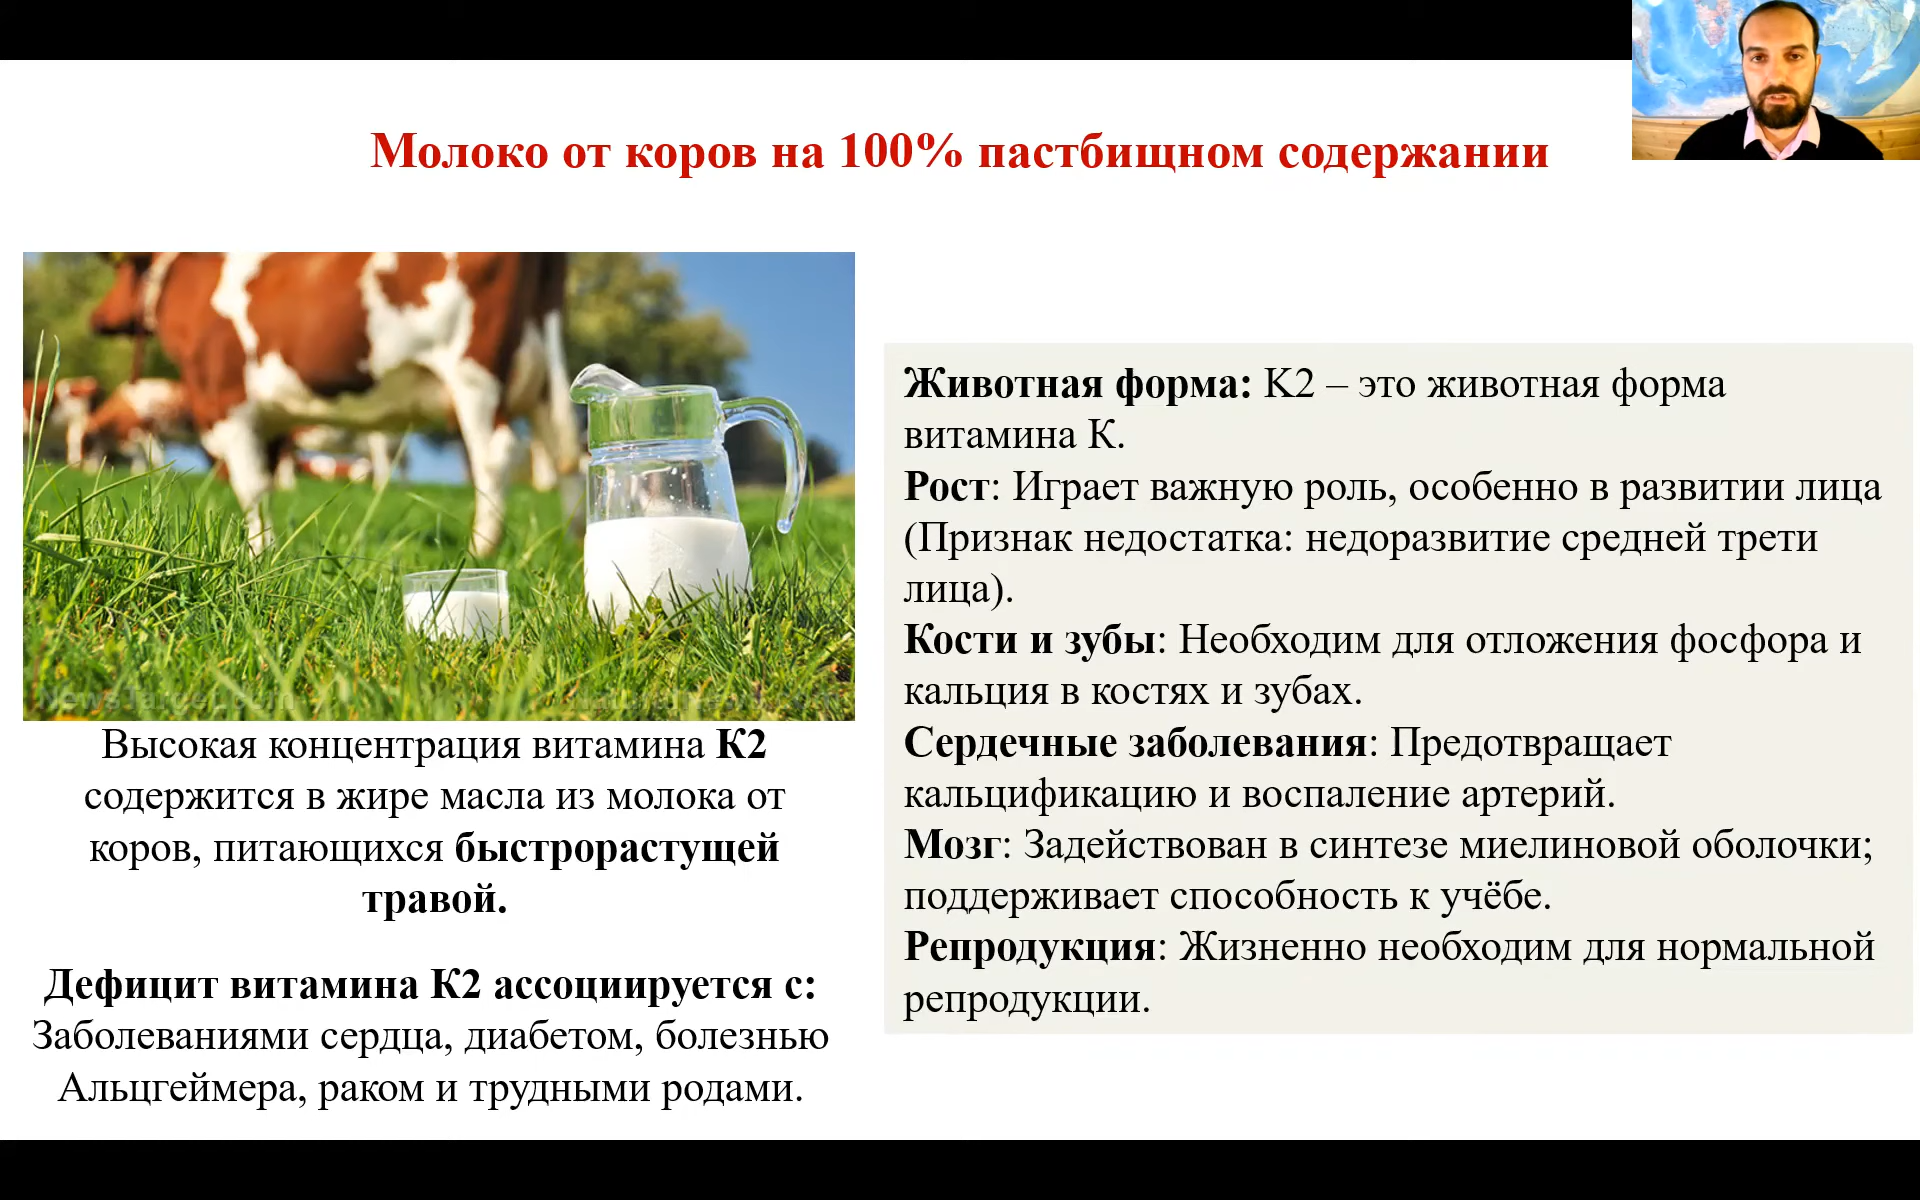 Молоко от коров на 100% пастбищном содержании
NewsTarget.com
Высокая концентрация витамина К2
содержится в жире масла из молока от
коров, питающихся быстрорастущей
травой.
Дефицит витамина К2 ассоциируется с:
Заболеваниями сердца, диабетом, болезнью
Альцгеймера, раком и трудными родами.
Животная форма: К2 – это животная форма
витамина К.
Рост: Играет важную роль, особенно в развитии лица
(Признак недостатка: недоразвитие средней трети
лица).
Кости и зубы: Необходим для отложения фосфора и
кальция в костях и зубах.
Сердечные заболевания: Предотвращает
кальцификацию и воспаление артерий.
Мозг: Задействован в синтезе миелиновой оболочки;
поддерживает способность к учёбе.
Репродукция: Жизненно необходим для нормальной
репродукции.